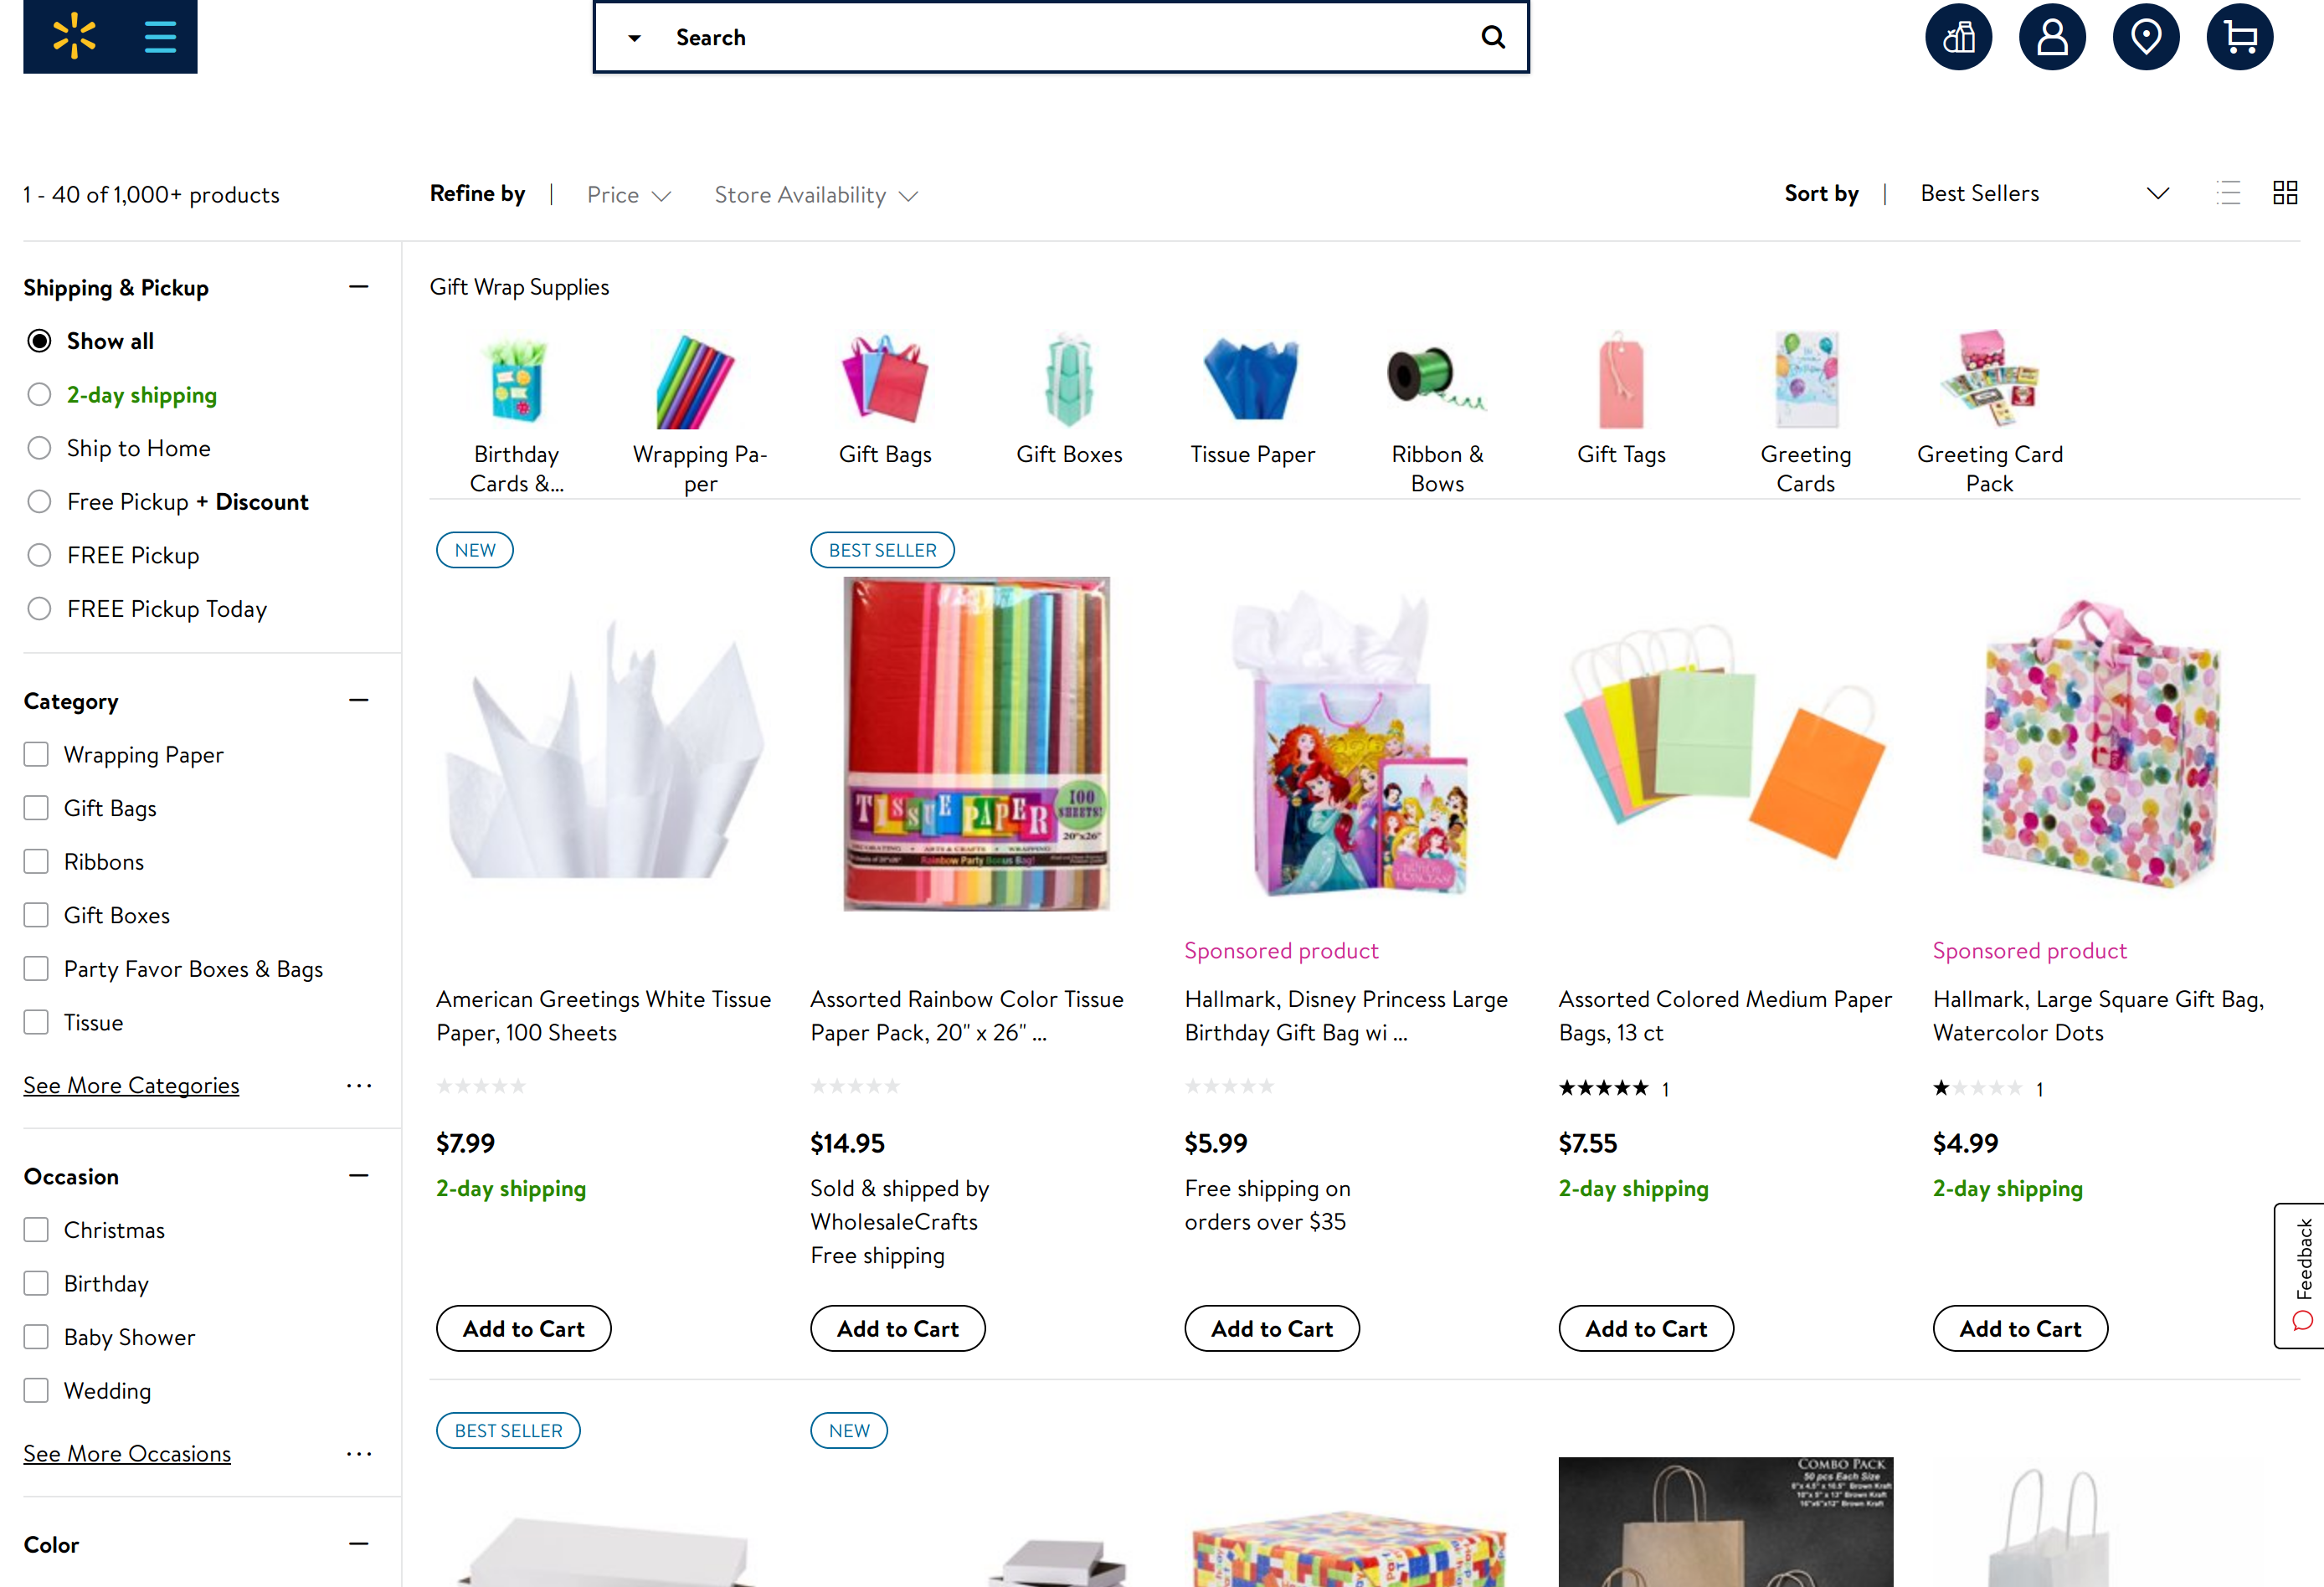 Search
1 - 40 of 1,000+ products
Refine by | Price Store Availability
Sort by | Best Sellers
Shipping & Pickup
Show all
2-day shipping
Ship to Home
Free Pickup + Discount
FREE Pickup
FREE Pickup Today
Category
Wrapping Paper
Gift Bags
Ribbons
Gift Boxes
Party Favor Boxes & Bags
Tissue
See More Categories
Occasion
Christmas
Birthday
Baby Shower
Wedding
See More Occasions
Color
Gift Wrap Supplies
Birthday
Cards &...
Wrapping Pa-
per
Gift Bags
Gift Boxes
Tissue Paper
Ribbon &
Bows
Gift Tags
Greeting
Cards
Greeting Card
Pack
NEW
American Greetings White Tissue
Paper, 100 Sheets
$7.99
2-day shipping
Add to Cart
BEST SELLER
TISSUE PAPER
100
SHEETS!
20"x26"
DECORATING • ARTS & CRAFTS • WRAPPING
Rainbow Party Bonus Bag!
Assorted Rainbow Color Tissue
Paper Pack, 20" x 26" ...
$14.95
Sold & shipped by
WholesaleCrafts
Free shipping
Add to Cart
Sponsored product
Hallmark, Disney Princess Large
Birthday Gift Bag wi ...
$5.99
Free shipping on
orders over $35
Add to Cart
Assorted Colored Medium Paper
Bags, 13 ct
1
$7.55
2-day shipping
Add to Cart
Sponsored product
Hallmark, Large Square Gift Bag,
Watercolor Dots
1
$4.99
2-day shipping
Add to Cart
Feedback
BEST SELLER
NEW
COMBO PACK
50 pcs Each Size